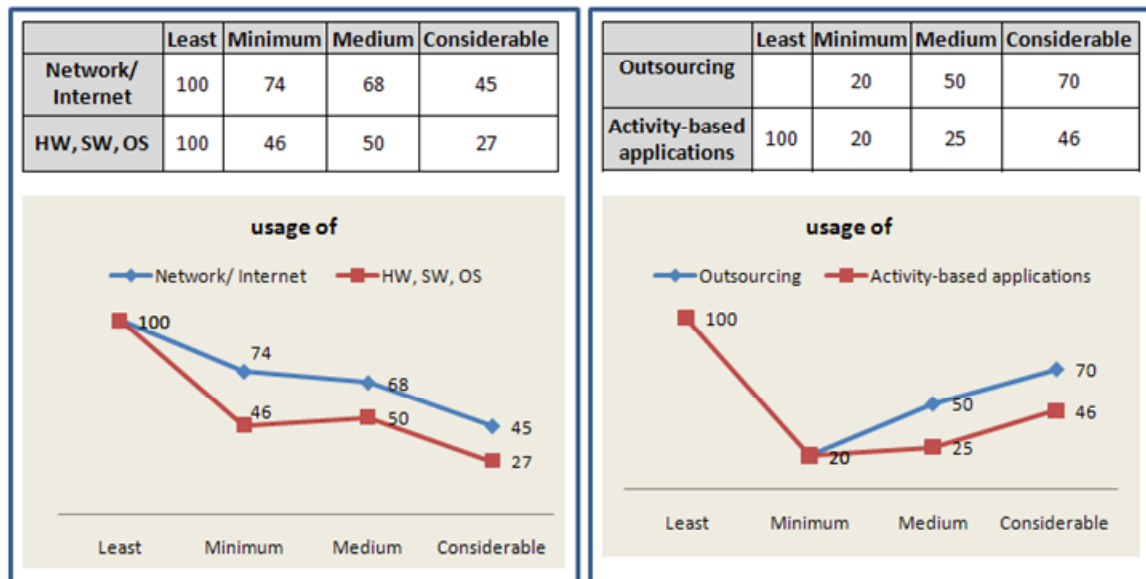 Least Minimum Medium Considerable
Network/
Internet 100 74 68 45
HW, SW, OS 100 46 50 27
usage of
Network/ Internet HW, SW, OS
100
74
68
46
50
45
27
Least Minimum Medium Considerable
Least Minimum Medium Considerable
Outsourcing 20 50 70
Activity-based
applications 100 20 25 46
usage of
Outsourcing Activity-based applications
100
70
50
46
20
25
Least Minimum Medium Considerable